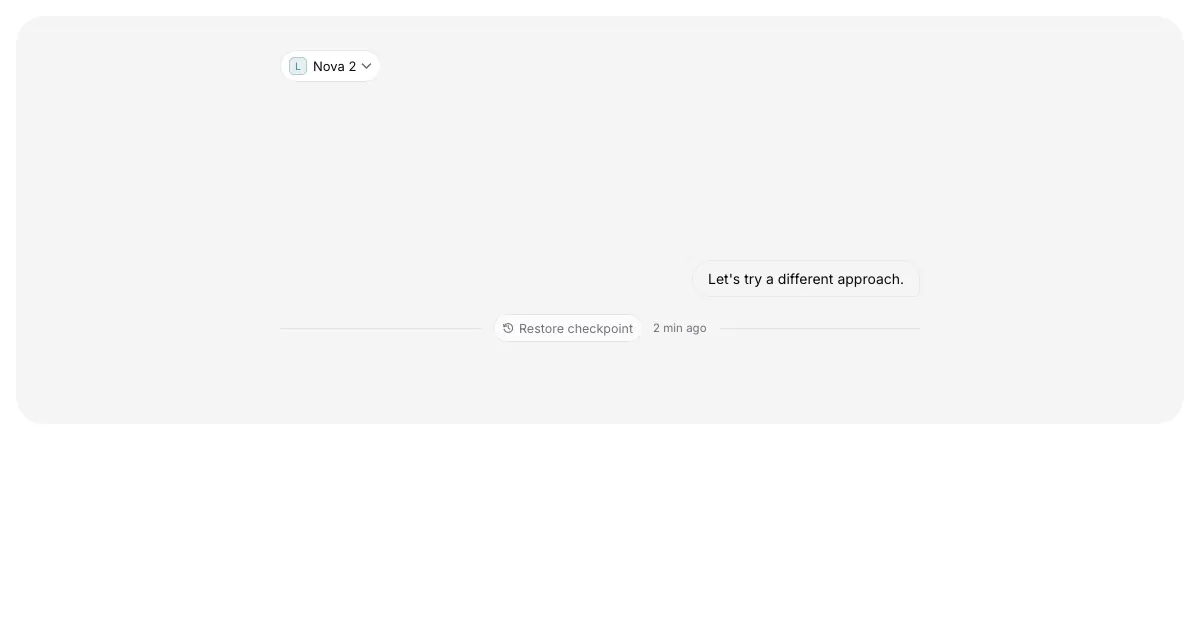 L Nova 2
Let's try a different approach.
Restore checkpoint 2 min ago